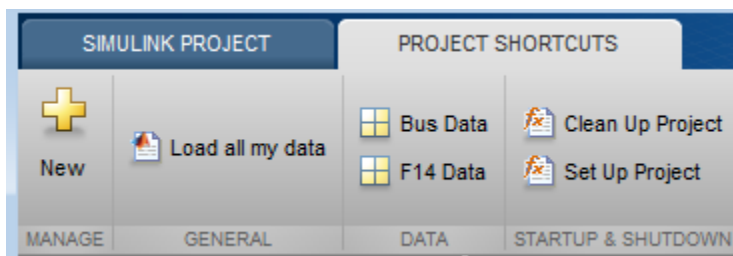 SIMULINK PROJECT
PROJECT SHORTCUTS
New
Load all my data
Bus Data
F14 Data
Clean Up Project
Set Up Project
MANAGE
GENERAL
DATA
STARTUP & SHUTDOWN